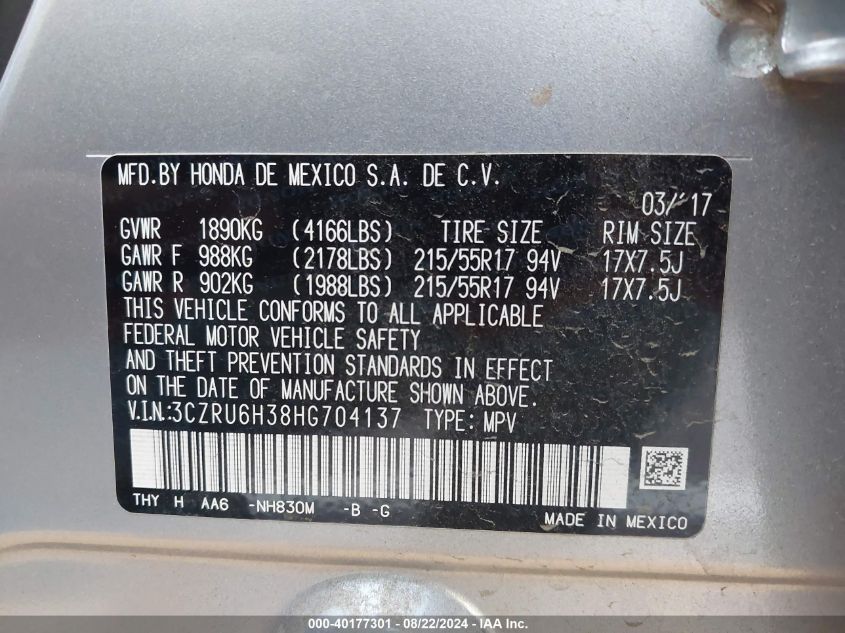 MFD.BY HONDA DE MEXICO S.A. DE C.V.
03/17
GVWR 1890KG (4166LBS) TIRE SIZE RIM SIZE
GAWR F 988KG (2178LBS) 215/55R17 94V 17X7.5J
GAWR R 902KG (1988LBS) 215/55R17 94V 17X7.5J
THIS VEHICLE CONFORMS TO ALL APPLICABLE
FEDERAL MOTOR VEHICLE SAFETY
AND THEFT PREVENTION STANDARDS IN EFFECT
ON THE DATE OF MANUFACTURE SHOWN ABOVE.
V.I.N.:3CZRU6H38HG704137 TYPE: MPV
THY H AA6 -NH830M -B -G
MADE IN MEXICO
000-40177301 - 08/22/2024 - IAA Inc.